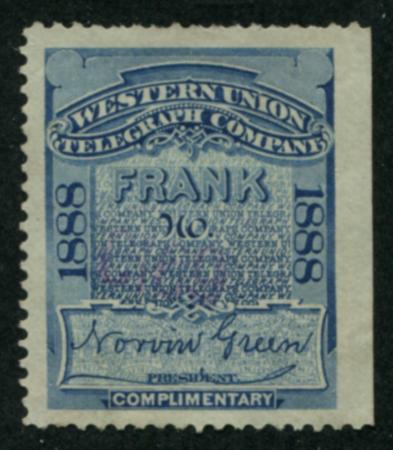 WESTERN UNION
TELEGRAPH COMPANY
FRANK
No.
1888
1888
Norvin Green
PRESIDENT.
COMPLIMENTARY